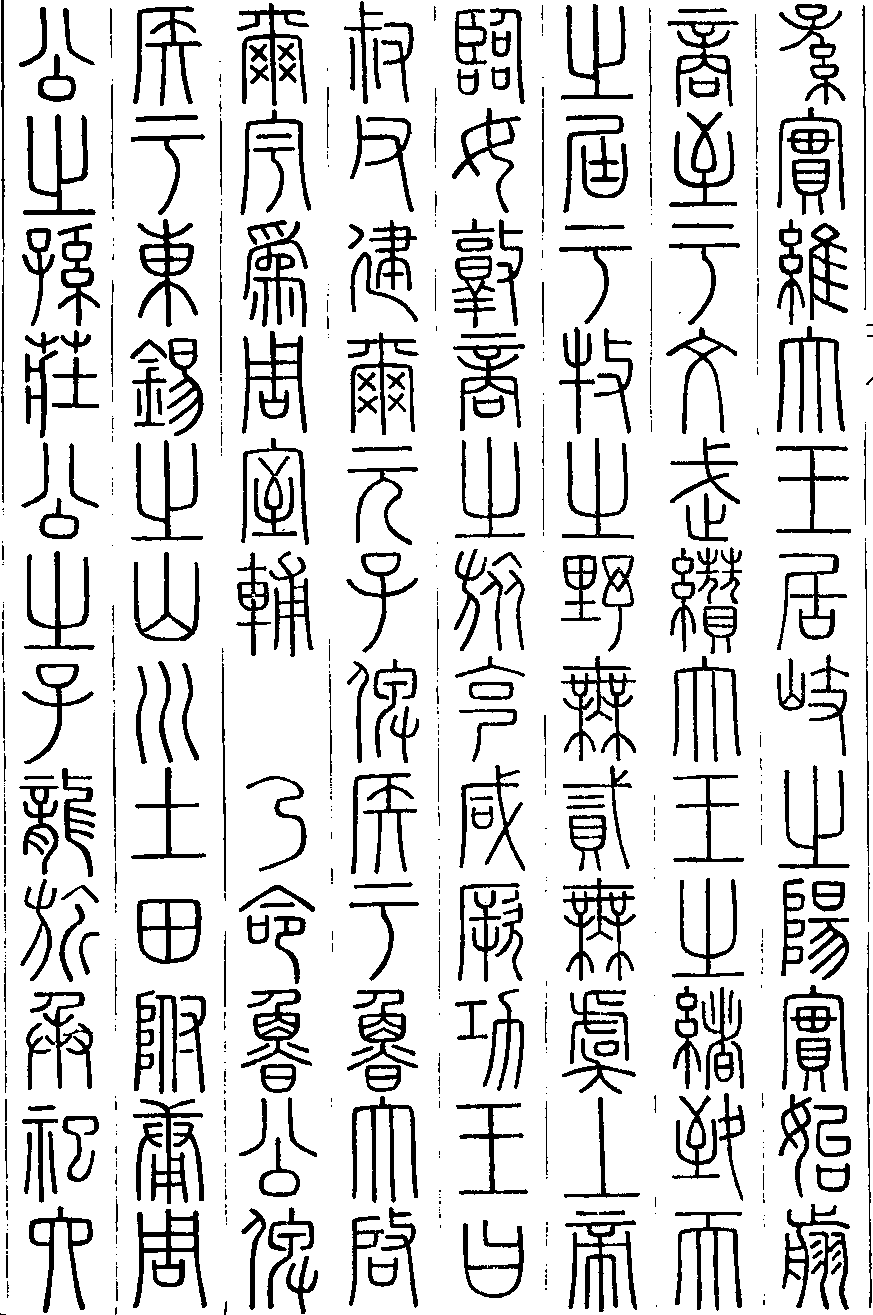 孫實維大王居岐之陽實始翦
商至于文武纘大王之緒致天
之屆于牧之野無貳無虞上帝
臨女敦商之旅克咸厥功王曰
叔父建爾元子俾侯于魯大啟
爾宇爲周室輔 乃命魯公俾
侯于東錫之山川土田附庸周
公之孫莊公之子龍旂承祀六